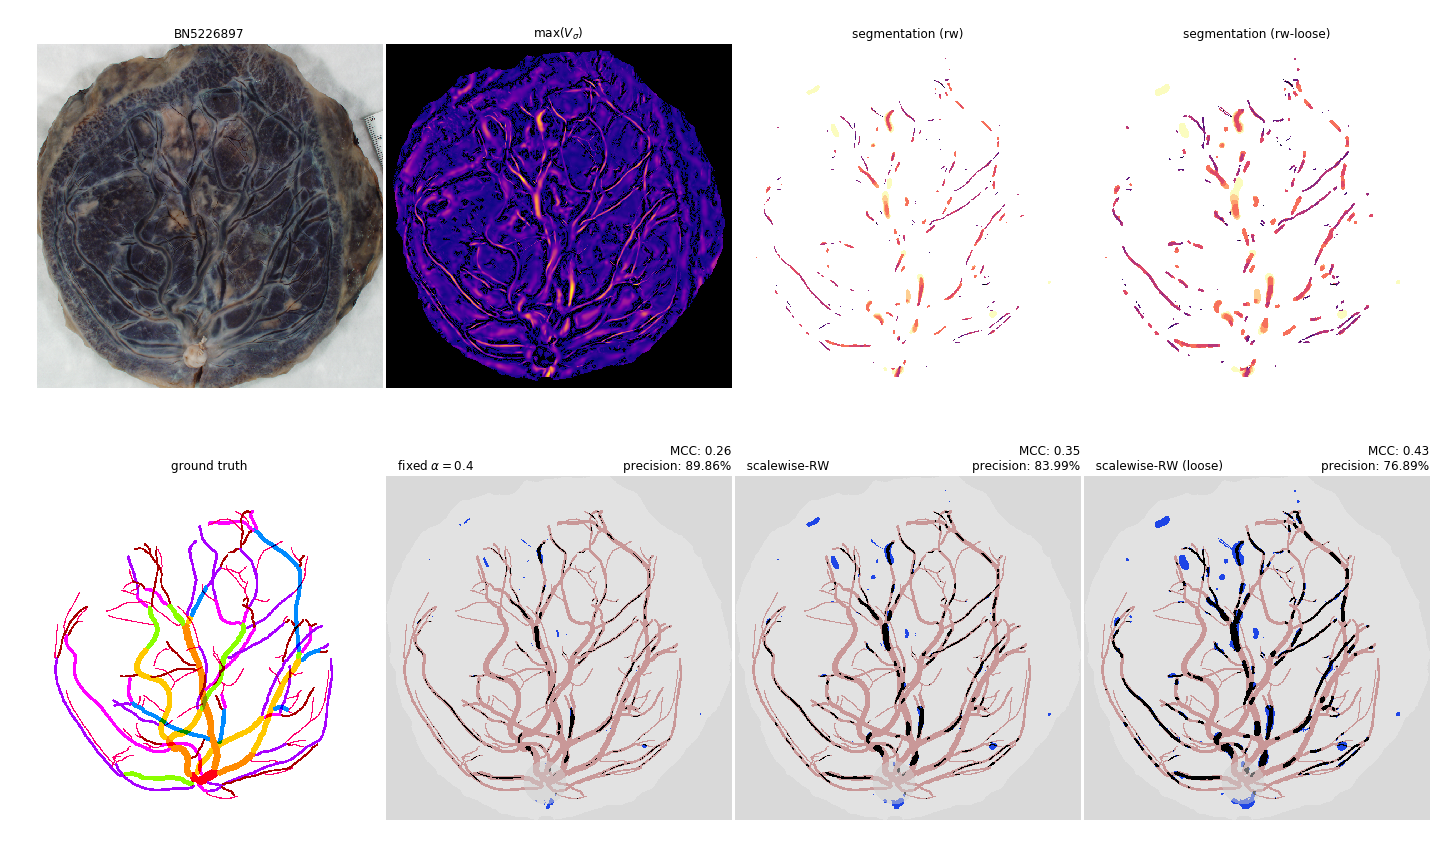 BN5226897
max(Vσ)
segmentation (rw)
segmentation (rw-loose)
ground truth
fixed α = 0.4
MCC: 0.26
precision: 89.86%
scalewise-RW
MCC: 0.35
precision: 83.99%
scalewise-RW (loose)
MCC: 0.43
precision: 76.89%